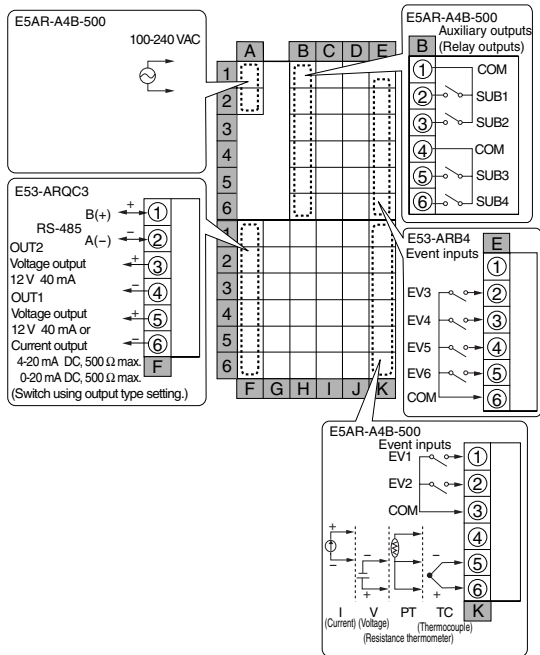 E5AR-A4B-500
100-240 VAC
A B C D E
1
2
3
4
5
6
1
2
3
4
5
6
F G H I J K
E5AR-A4B-500
Auxiliary outputs
(Relay outputs)
B
1 COM
2 SUB1
3 SUB2
4 COM
5 SUB3
6 SUB4
E53-ARQC3
RS-485
B(+) + 1
A(−) − 2
OUT2
Voltage output
12 V 40 mA
+ 3
− 4
OUT1
Voltage output
12 V 40 mA or
Current output
4-20 mA DC, 500 Ω max.
0-20 mA DC, 500 Ω max.
(Switch using output type setting.)
+ 5
− 6
F
E53-ARB4
Event inputs
E
1
EV3 2
EV4 3
EV5 4
EV6 5
COM 6
E5AR-A4B-500
Event inputs
EV1 1
EV2 2
COM 3
4
5
6
K
+ −
− +
− +
I
(Current)
V
(Voltage)
PT
(Resistance thermometer)
TC
(Thermocouple)